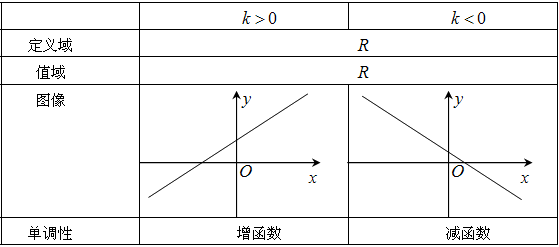 k > 0 k < 0
定义域 R
值域 R
图像 y O x y O x
单调性 增函数 减函数